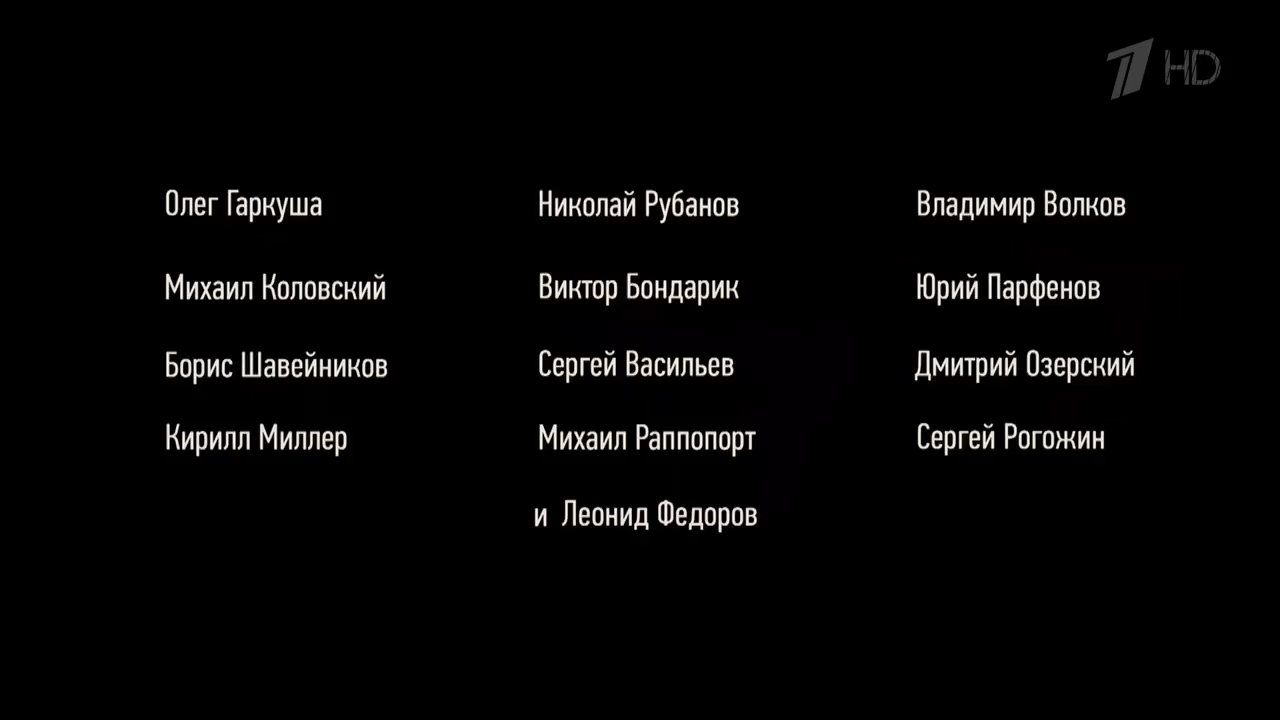 1 HD
Олег Гаркуша Николай Рубанов Владимир Волков
Михаил Коловский Виктор Бондарик Юрий Парфенов
Борис Шавейников Сергей Васильев Дмитрий Озерский
Кирилл Миллер Михаил Раппопорт Сергей Рогожин
и Леонид Федоров